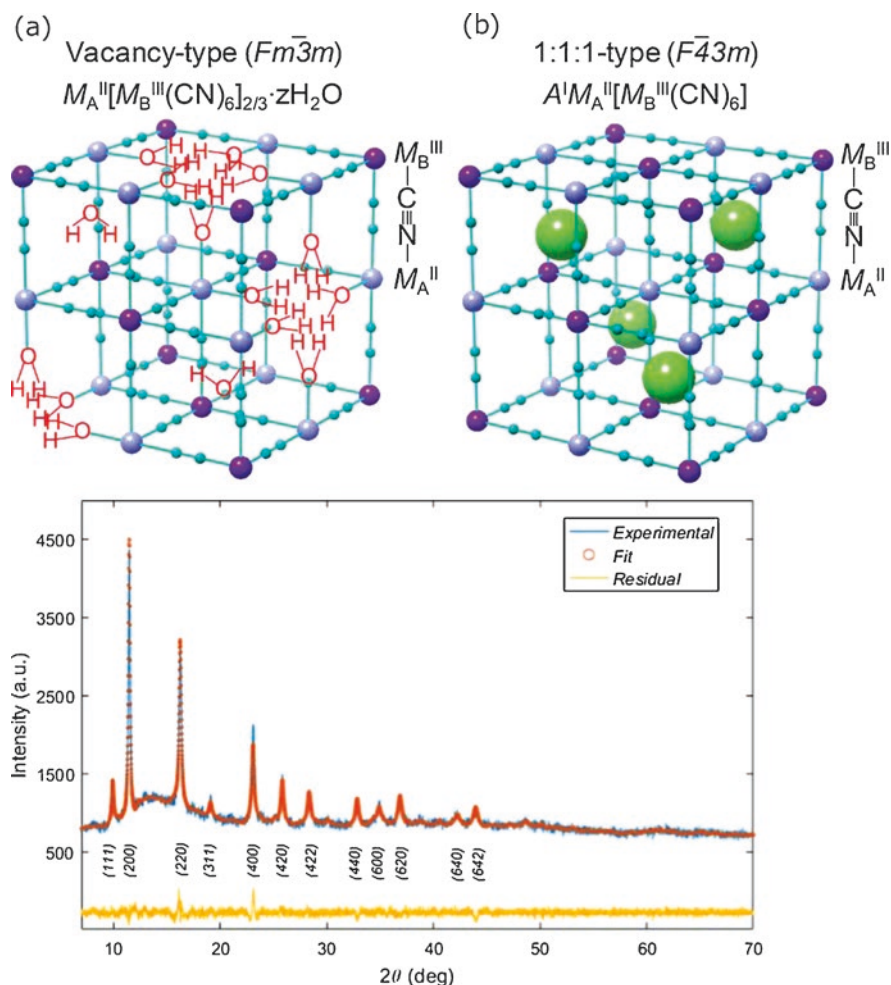 (a)
Vacancy-type (Fm3̅m)
M_A^II[M_B^III(CN)_6]_2/3·zH_2O
(b)
1:1:1-type (F4̅3m)
A^I M_A^II[M_B^III(CN)_6]
H H
O O
H H H H
O H H H H O
O
H H
O
H H
O
H H
O H H
H H O
H H
O H H
H
H H
O
O
H H
O
H H
H O
H
H O
M_B^III
C
N
M_A^II
M_B^III
C
N
M_A^II
Experimental
Fit
Residual
4500
3500
2500
1500
500
Intensity (a.u.)
(111)
(200)
(220)
(311)
(400)
(420)
(422)
(440)
(600)
(620)
(640)
(642)
10 20 30 40 50 60 70
2θ (deg)